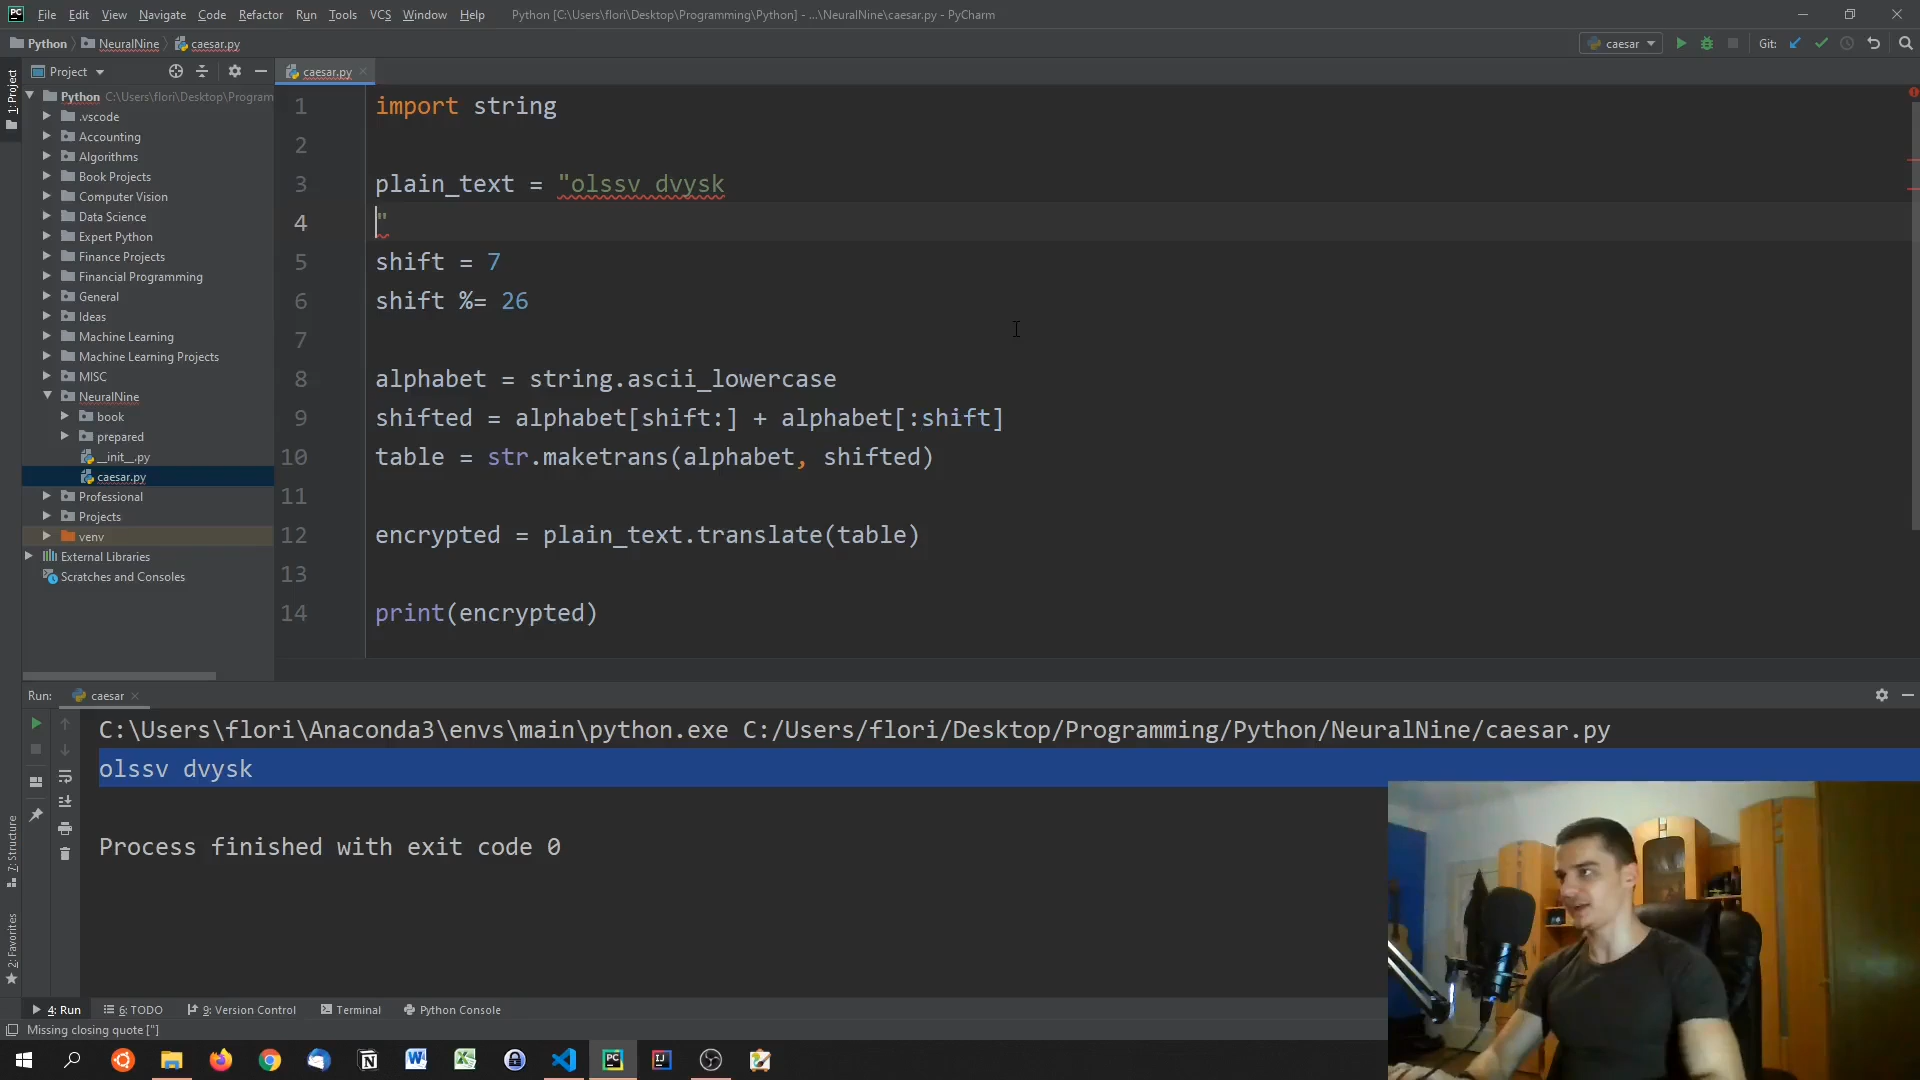 PC File Edit View Navigate Code Refactor Run Tools VCS Window Help Python [C:\Users\flori\Desktop\Programming\Python] - ...\NeuralNine\caesar.py - PyCharm
Python NeuralNine caesar.py caesar Git:
1: Project
Project caesar.py
Python C:\Users\flori\Desktop\Program
.vscode
Accounting
Algorithms
Book Projects
Computer Vision
Data Science
Expert Python
Finance Projects
Financial Programming
General
Ideas
Machine Learning
Machine Learning Projects
MISC
NeuralNine
book
prepared
__init__.py
caesar.py
Professional
Projects
venv
External Libraries
Scratches and Consoles
1 import string
2
3 plain_text = "olssv dvysk
4 "
5 shift = 7
6 shift %= 26
7
8 alphabet = string.ascii_lowercase
9 shifted = alphabet[shift:] + alphabet[:shift]
10 table = str.maketrans(alphabet, shifted)
11
12 encrypted = plain_text.translate(table)
13
14 print(encrypted)
Run: caesar
C:\Users\flori\Anaconda3\envs\main\python.exe C:/Users/flori/Desktop/Programming/Python/NeuralNine/caesar.py
olssv dvysk
Process finished with exit code 0
7: Structure
2: Favorites
4: Run 6: TODO 9: Version Control Terminal Python Console
Missing closing quote ["]